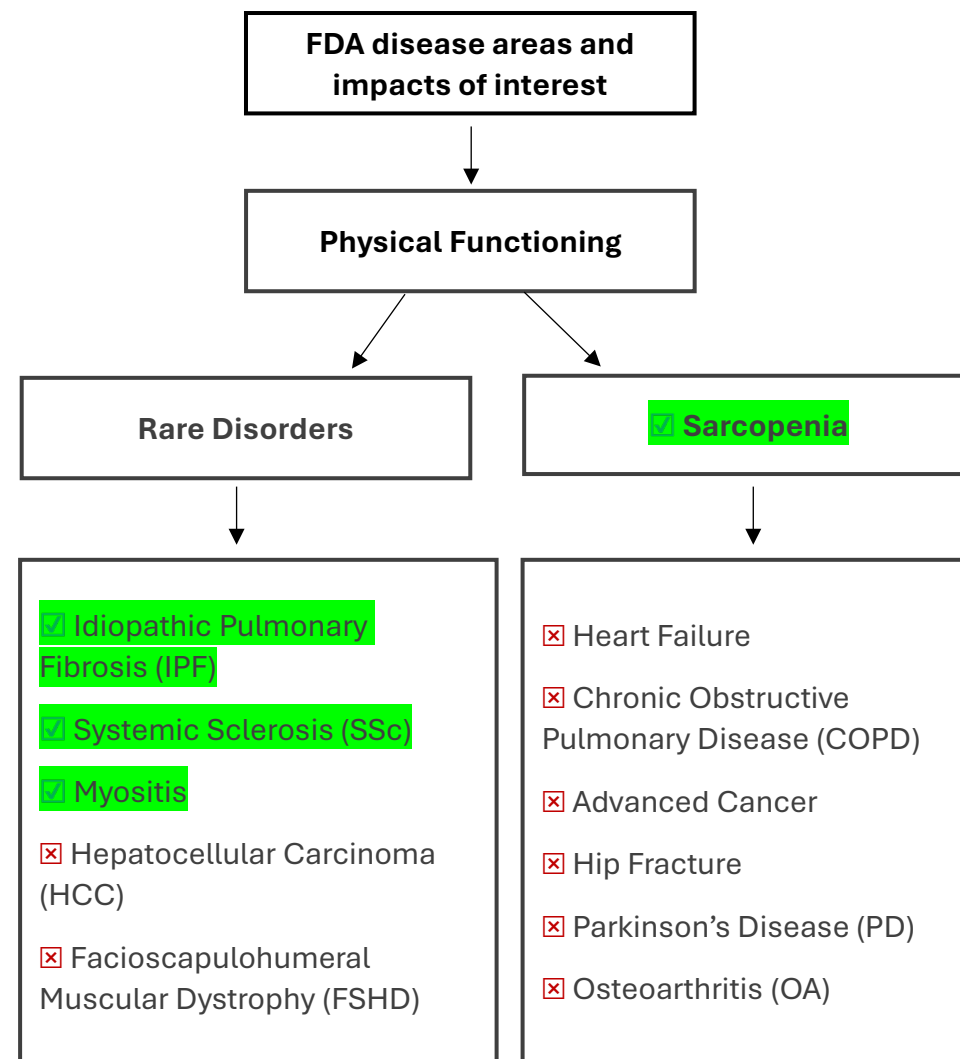 FDA disease areas and
impacts of interest
Physical Functioning
Rare Disorders
☑ Sarcopenia
☑ Idiopathic Pulmonary
Fibrosis (IPF)
☑ Systemic Sclerosis (SSc)
☑ Myositis
☒ Hepatocellular Carcinoma
(HCC)
☒ Facioscapulohumeral
Muscular Dystrophy (FSHD)
☒ Heart Failure
☒ Chronic Obstructive
Pulmonary Disease (COPD)
☒ Advanced Cancer
☒ Hip Fracture
☒ Parkinson’s Disease (PD)
☒ Osteoarthritis (OA)